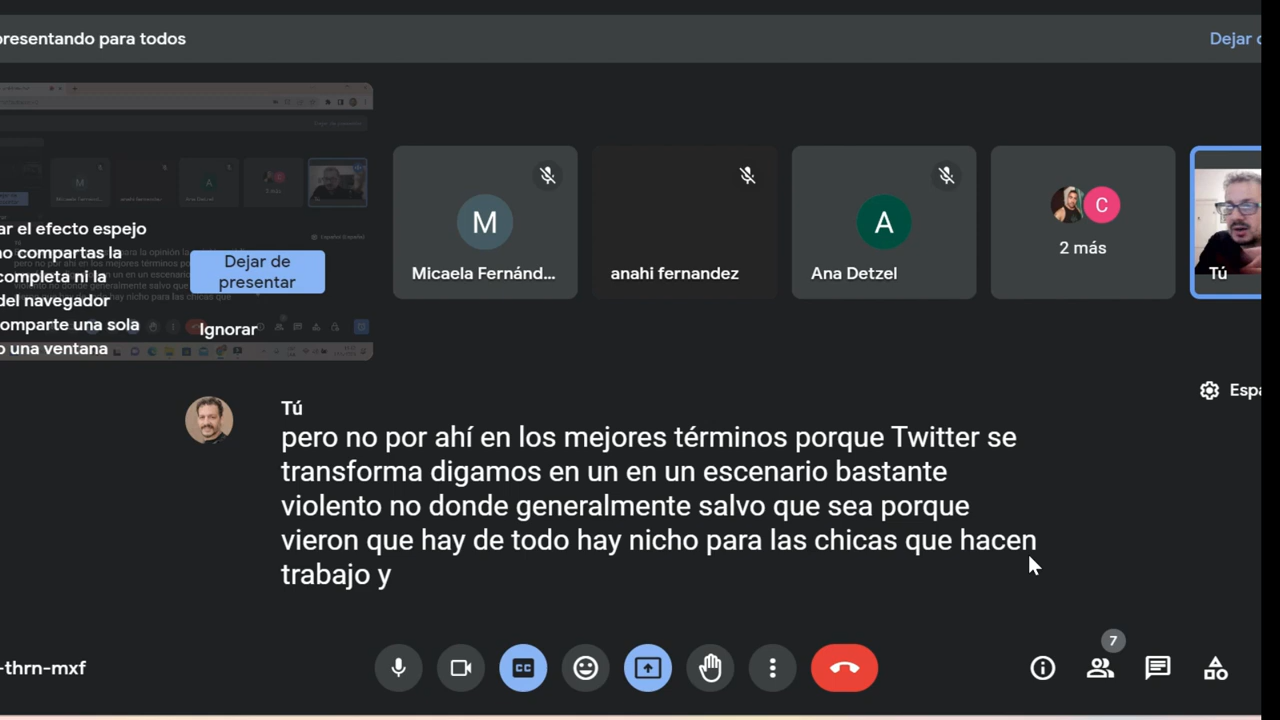 presentando para todos
Dejar
ar el efecto espejo
no compartas la
completa ni la
del navegador
omparte una sola
o una ventana
Dejar de
presentar
Ignorar
M
Micaela Fernánd...
anahi fernandez
A
Ana Detzel
C
2 más
Tú
Tú
pero no por ahí en los mejores términos porque Twitter se
transforma digamos en un en un escenario bastante
violento no donde generalmente salvo que sea porque
vieron que hay de todo hay nicho para las chicas que hacen
trabajo y
Espa
-thrn-mxf
CC
7